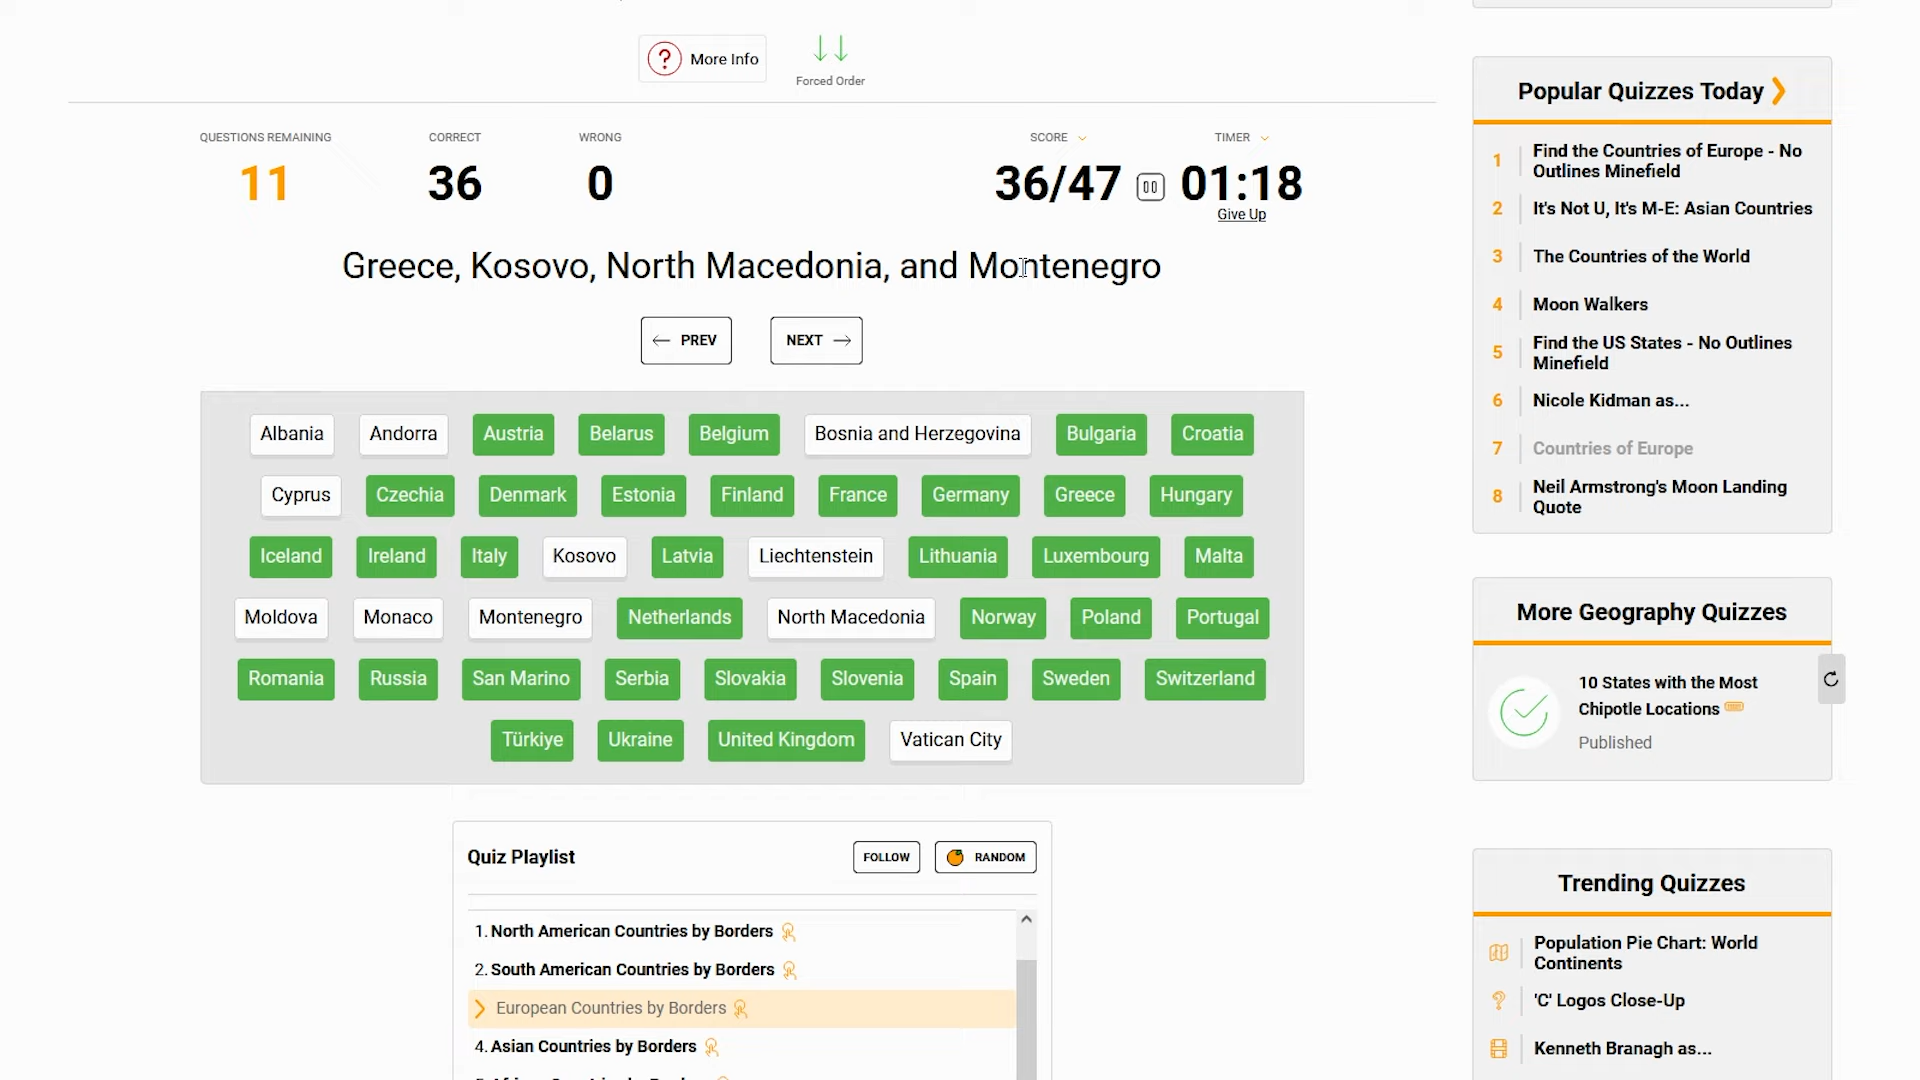 More Info
Forced Order
QUESTIONS REMAINING
11
CORRECT
36
WRONG
0
SCORE
36/47
TIMER
01:18
Give Up
Greece, Kosovo, North Macedonia, and Montenegro
PREV
NEXT
Albania Andorra Austria Belarus Belgium Bosnia and Herzegovina Bulgaria Croatia
Cyprus Czechia Denmark Estonia Finland France Germany Greece Hungary
Iceland Ireland Italy Kosovo Latvia Liechtenstein Lithuania Luxembourg Malta
Moldova Monaco Montenegro Netherlands North Macedonia Norway Poland Portugal
Romania Russia San Marino Serbia Slovakia Slovenia Spain Sweden Switzerland
Türkiye Ukraine United Kingdom Vatican City
Quiz Playlist
FOLLOW
RANDOM
1. North American Countries by Borders
2. South American Countries by Borders
European Countries by Borders
4. Asian Countries by Borders
Popular Quizzes Today
1 Find the Countries of Europe - No
Outlines Minefield
2 It's Not U, It's M-E: Asian Countries
3 The Countries of the World
4 Moon Walkers
5 Find the US States - No Outlines
Minefield
6 Nicole Kidman as...
7 Countries of Europe
8 Neil Armstrong's Moon Landing
Quote
More Geography Quizzes
10 States with the Most
Chipotle Locations
Published
Trending Quizzes
Population Pie Chart: World
Continents
'C' Logos Close-Up
Kenneth Branagh as...